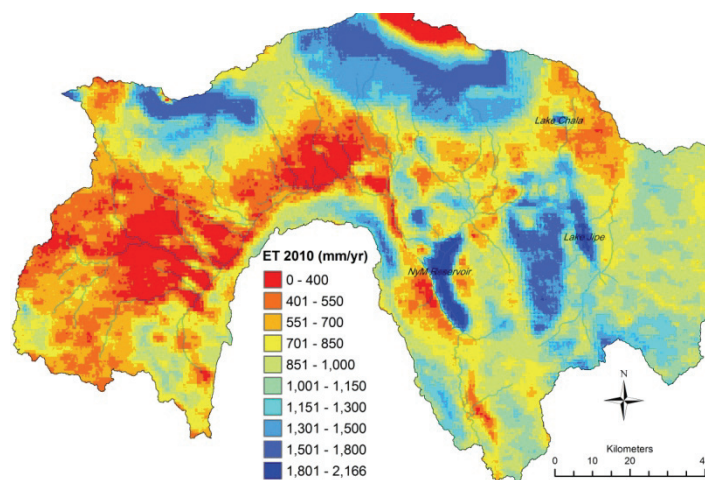 Lake Chala
Lake Jipe
NyM Reservoir
ET 2010 (mm/yr)
0 - 400
401 - 550
551 - 700
701 - 850
851 - 1,000
1,001 - 1,150
1,151 - 1,300
1,301 - 1,500
1,501 - 1,800
1,801 - 2,166
N
Kilometers
0 10 20